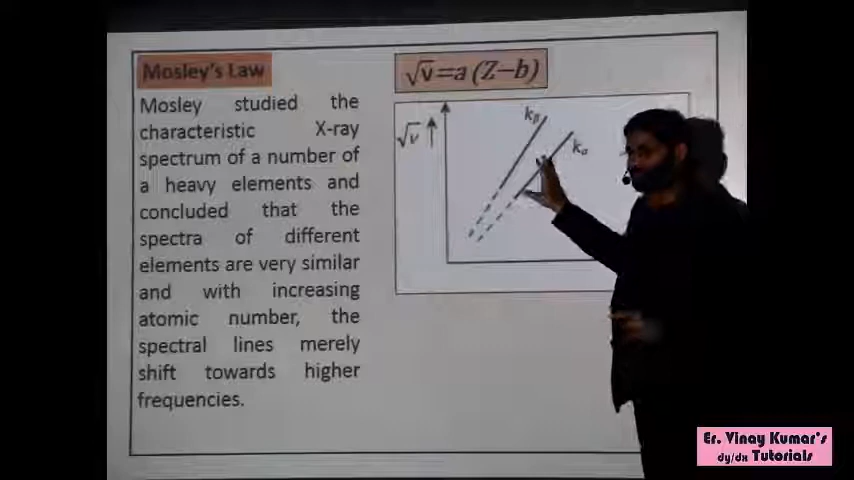 Mosley's Law
Mosley studied the
characteristic X-ray
spectrum of a number of
a heavy elements and
concluded that the
spectra of different
elements are very similar
and with increasing
atomic number, the
spectral lines merely
shift towards higher
frequencies.
√ν=a (Z−b)
√ν
kβ
kα
Er. Vinay Kumar's
dy/dx Tutorials